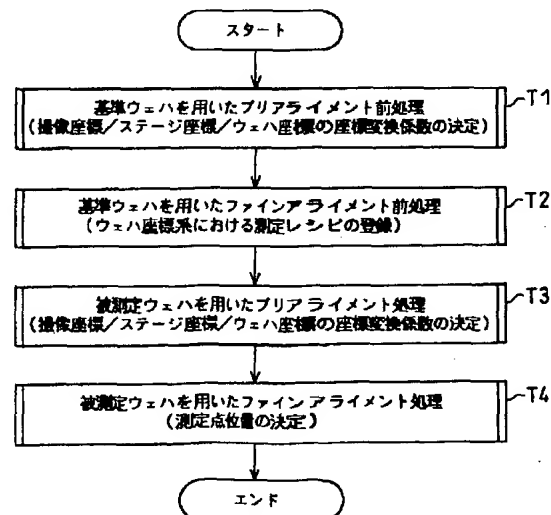 スタート
基準ウェハを用いたプリアライメント前処理
(撮像座標/ステージ座標/ウェハ座標の座標変換係数の決定)
T1
基準ウェハを用いたファインアライメント前処理
(ウェハ座標系における測定レシピの登録)
T2
被測定ウェハを用いたプリアライメント処理
(撮像座標/ステージ座標/ウェハ座標の座標変換係数の決定)
T3
被測定ウェハを用いたファインアライメント処理
(測定点位置の決定)
T4
エンド